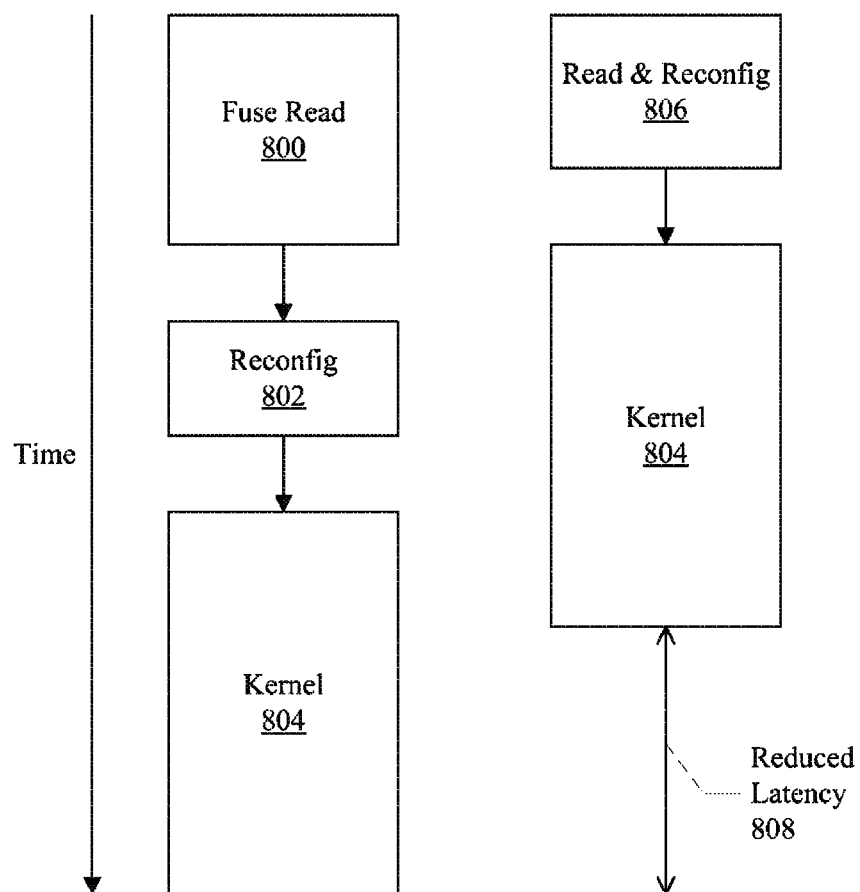 Fuse Read
800
Reconfig
802
Time
Kernel
804
Read & Reconfig
806
Kernel
804
Reduced
Latency
808